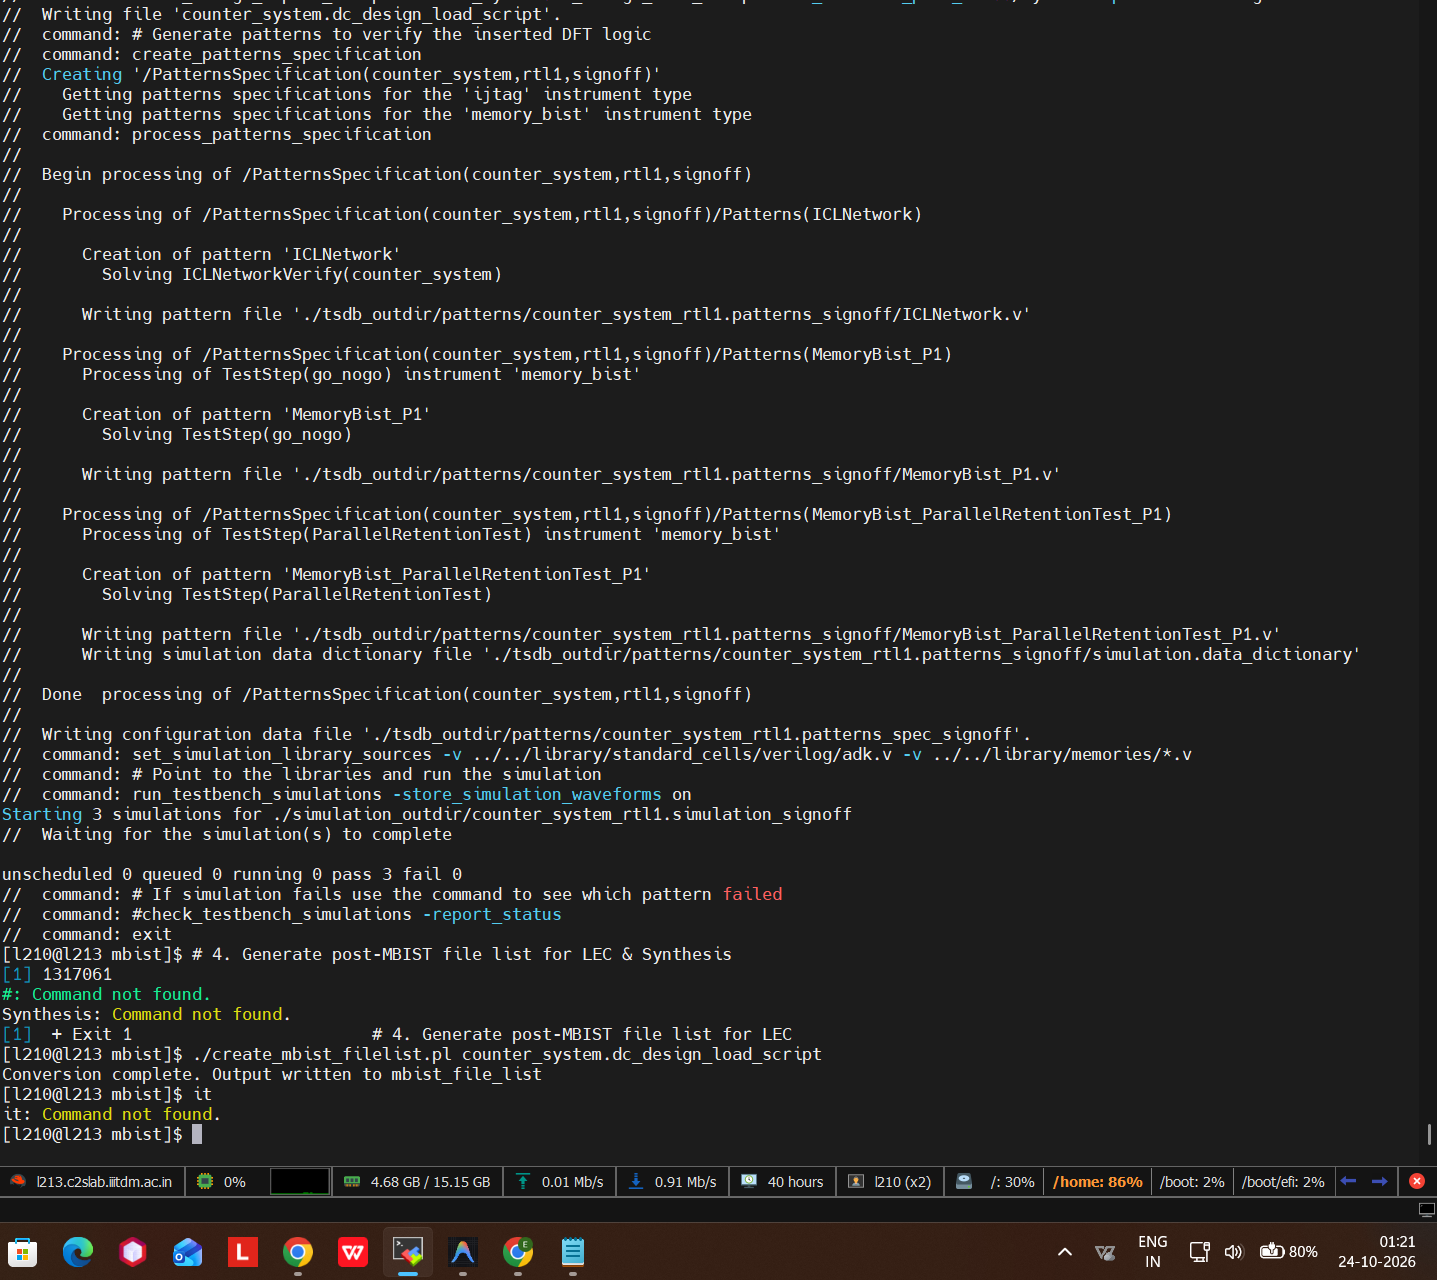 //  Writing file 'counter_system.dc_design_load_script'.
//  command: # Generate patterns to verify the inserted DFT logic
//  command: create_patterns_specification
//  Creating '/PatternsSpecification(counter_system,rtl1,signoff)'
//    Getting patterns specifications for the 'ijtag' instrument type
//    Getting patterns specifications for the 'memory_bist' instrument type
//  command: process_patterns_specification
//
//  Begin processing of /PatternsSpecification(counter_system,rtl1,signoff)
//
//    Processing of /PatternsSpecification(counter_system,rtl1,signoff)/Patterns(ICLNetwork)
//
//      Creation of pattern 'ICLNetwork'
//        Solving ICLNetworkVerify(counter_system)
//
//      Writing pattern file './tsdb_outdir/patterns/counter_system_rtl1.patterns_signoff/ICLNetwork.v'
//
//    Processing of /PatternsSpecification(counter_system,rtl1,signoff)/Patterns(MemoryBist_P1)
//      Processing of TestStep(go_nogo) instrument 'memory_bist'
//
//      Creation of pattern 'MemoryBist_P1'
//        Solving TestStep(go_nogo)
//
//      Writing pattern file './tsdb_outdir/patterns/counter_system_rtl1.patterns_signoff/MemoryBist_P1.v'
//
//    Processing of /PatternsSpecification(counter_system,rtl1,signoff)/Patterns(MemoryBist_ParallelRetentionTest_P1)
//      Processing of TestStep(ParallelRetentionTest) instrument 'memory_bist'
//
//      Creation of pattern 'MemoryBist_ParallelRetentionTest_P1'
//        Solving TestStep(ParallelRetentionTest)
//
//      Writing pattern file './tsdb_outdir/patterns/counter_system_rtl1.patterns_signoff/MemoryBist_ParallelRetentionTest_P1.v'
//      Writing simulation data dictionary file './tsdb_outdir/patterns/counter_system_rtl1.patterns_signoff/simulation.data_dictionary'
//
//  Done  processing of /PatternsSpecification(counter_system,rtl1,signoff)
//
//  Writing configuration data file './tsdb_outdir/patterns/counter_system_rtl1.patterns_spec_signoff'.
//  command: set_simulation_library_sources -v ../../library/standard_cells/verilog/adk.v -v ../../library/memories/*.v
//  command: # Point to the libraries and run the simulation
//  command: run_testbench_simulations -store_simulation_waveforms on
Starting 3 simulations for ./simulation_outdir/counter_system_rtl1.simulation_signoff
//  Waiting for the simulation(s) to complete
unscheduled 0 queued 0 running 0 pass 3 fail 0
//  command: # If simulation fails use the command to see which pattern failed
//  command: #check_testbench_simulations -report_status
//  command: exit
[l210@l213 mbist]$ # 4. Generate post-MBIST file list for LEC & Synthesis
[1] 1317061
#: Command not found.
Synthesis: Command not found.
[1]  + Exit 1                        # 4. Generate post-MBIST file list for LEC
[l210@l213 mbist]$ ./create_mbist_filelist.pl counter_system.dc_design_load_script
Conversion complete. Output written to mbist_file_list
[l210@l213 mbist]$ it
it: Command not found.
[l210@l213 mbist]$
l213.c2slab.iiitdm.ac.in 0% 4.68 GB / 15.15 GB 0.01 Mb/s 0.91 Mb/s 40 hours l210 (x2) /: 30% /home: 86% /boot: 2% /boot/efi: 2%
L W E ENG IN 80% 01:21 24-10-2026